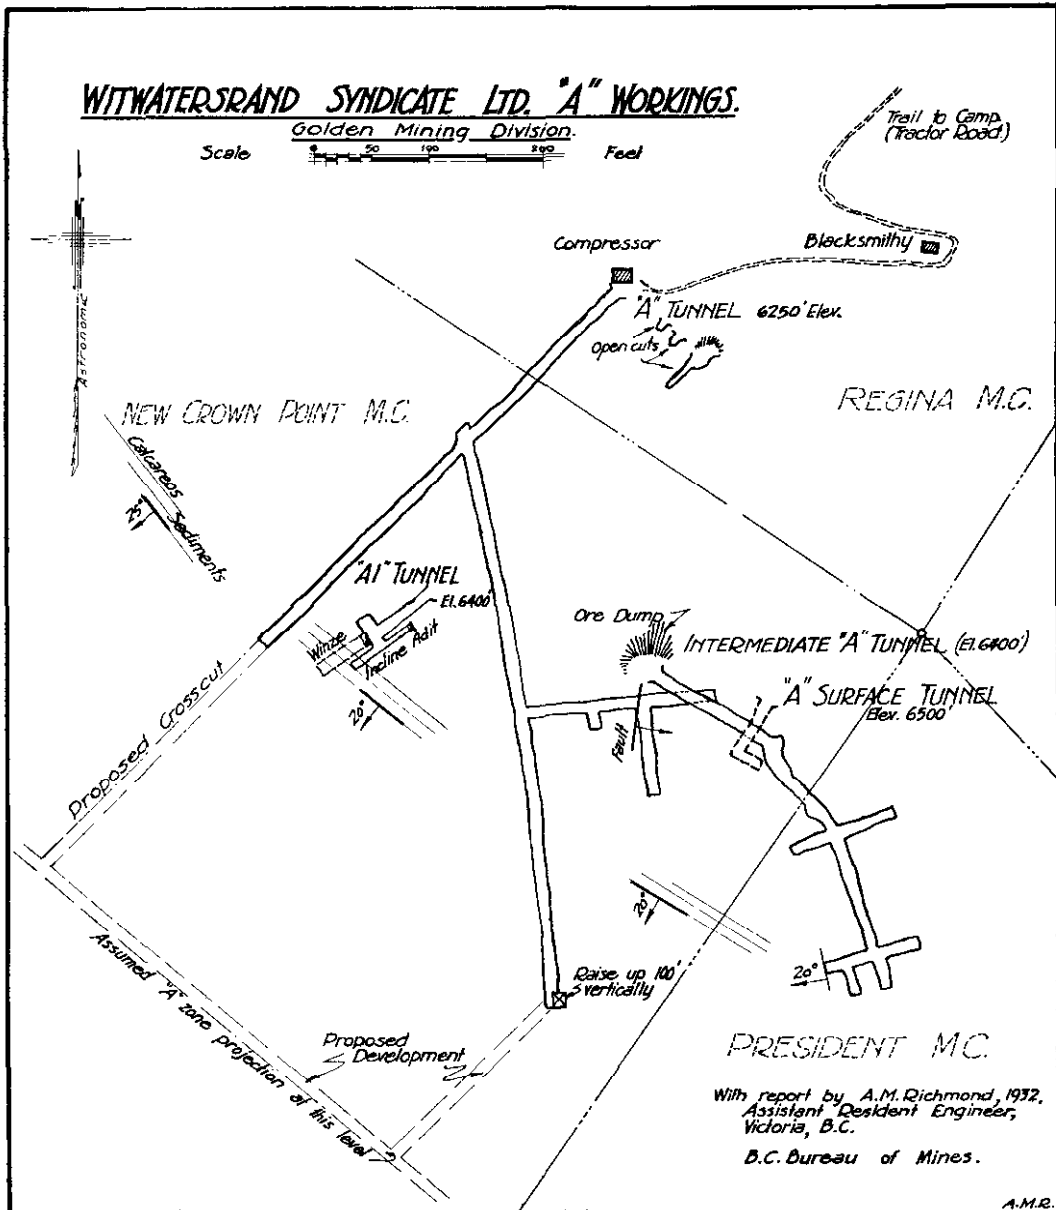 WITWATERSRAND SYNDICATE LTD. "A" WORKINGS.
Golden Mining Division.
Scale 0 50 100 200 Feet
Trail to Camp
(Tractor Road)
Astronomic
Compressor
Blacksmithy
"A" TUNNEL 6250' Elev.
Open cuts
NEW CROWN POINT M.C.
REGINA M.C.
Calcareos
Sediments
25°
"A1" TUNNEL
El. 6400'
Winze
Incline Adit
20°
Ore Dump
INTERMEDIATE "A" TUNNEL (El. 6400')
"A" SURFACE TUNNEL
Elev. 6500'
Fault
Proposed Crosscut
20°
20°
Raise up 100'
vertically
Assumed "A" zone projection at this level
Proposed
Development
PRESIDENT M.C.
With report by A.M. Richmond, 1932,
Assistant Resident Engineer,
Victoria, B.C.
B.C. Bureau of Mines.
A.M.R.